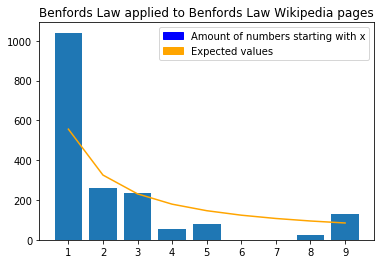 Benfords Law applied to Benfords Law Wikipedia pages
Amount of numbers starting with x
Expected values
1000
800
600
400
200
0
1 2 3 4 5 6 7 8 9